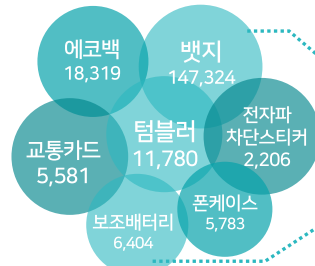 에코백
18,319
뱃지
147,324
텀블러
11,780
전자파
차단스티커
2,206
교통카드
5,581
보조배터리
6,404
폰케이스
5,783